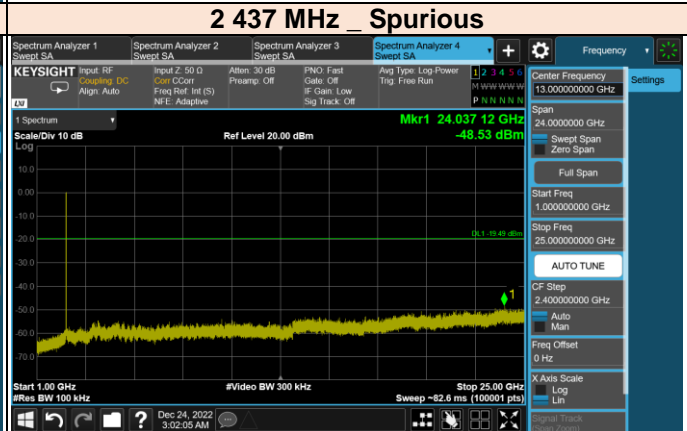 2 437 MHz _ Spurious
Spectrum Analyzer 1
Swept SA
Spectrum Analyzer 2
Swept SA
Spectrum Analyzer 3
Swept SA
Spectrum Analyzer 4
Swept SA
+
Frequency
KEYSIGHT
Input: RF
Coupling: DC
Align: Auto
Input Z: 50 Ω
Corr CCorr
Freq Ref: Int (S)
NFE: Adaptive
Atten: 30 dB
Preamp: Off
PNO: Fast
Gate: Off
IF Gain: Low
Sig Track: Off
Avg Type: Log-Power
Trig: Free Run
1 2 3 4 5 6
M W W W W W
P N N N N N
LXI
1 Spectrum
Scale/Div 10 dB
Log
Ref Level 20.00 dBm
Mkr1 24.037 12 GHz
-48.53 dBm
10.0
0.00
-10.0
-20.0
-30.0
-40.0
-50.0
-60.0
-70.0
DL1 -19.49 dBm
1
Start 1.00 GHz
#Res BW 100 kHz
#Video BW 300 kHz
Stop 25.00 GHz
Sweep ~82.6 ms (100001 pts)
Center Frequency
13.000000000 GHz
Span
24.0000000 GHz
Swept Span
Zero Span
Full Span
Start Freq
1.000000000 GHz
Stop Freq
25.000000000 GHz
AUTO TUNE
CF Step
2.400000000 GHz
Auto
Man
Freq Offset
0 Hz
X Axis Scale
Log
Lin
Signal Track
(Span Zoom)
Settings
?
Dec 24, 2022
3:02:05 AM